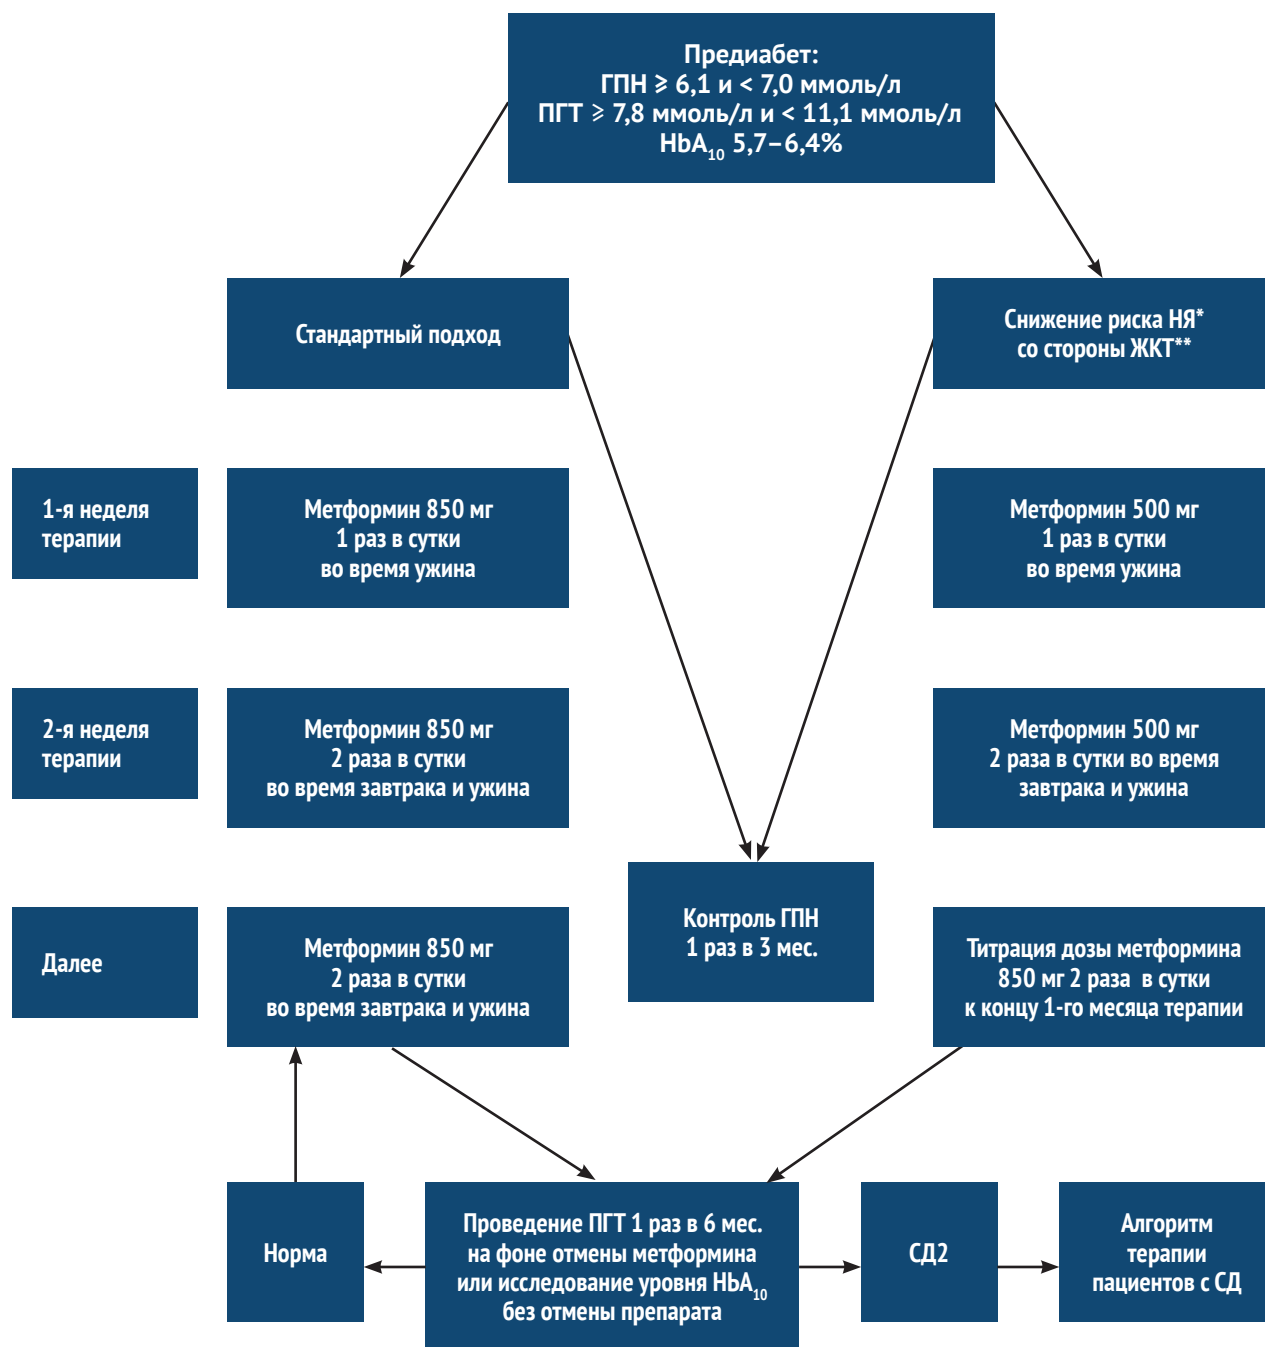 Предиабет:
ГПН ⩾ 6,1 и < 7,0 ммоль/л
ПГТ ⩾ 7,8 ммоль/л и < 11,1 ммоль/л
HbA10 5,7–6,4%
Стандартный подход
Снижение риска НЯ*
со стороны ЖКТ**
1-я неделя
терапии
Метформин 850 мг
1 раз в сутки
во время ужина
Метформин 500 мг
1 раз в сутки
во время ужина
2-я неделя
терапии
Метформин 850 мг
2 раза в сутки
во время завтрака и ужина
Метформин 500 мг
2 раза в сутки во время
завтрака и ужина
Контроль ГПН
1 раз в 3 мес.
Далее
Метформин 850 мг
2 раза в сутки
во время завтрака и ужина
Титрация дозы метформина
850 мг 2 раза в сутки
к концу 1-го месяца терапии
Норма
Проведение ПГТ 1 раз в 6 мес.
на фоне отмены метформина
или исследование уровня НЬА10
без отмены препарата
СД2
Алгоритм
терапии
пациентов с СД